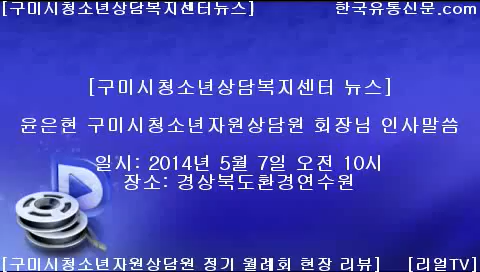 [구미시청소년상담복지센터뉴스] 한국유통신문.com
[구미시청소년상담복지센터 뉴스]
윤은현 구미시청소년자원상담원 회장님 인사말씀
일시: 2014년 5월 7일 오전 10시
장소: 경상북도환경연수원
[구미시청소년자원상담원 정기 월례회 현장 리뷰] [리얼TV]